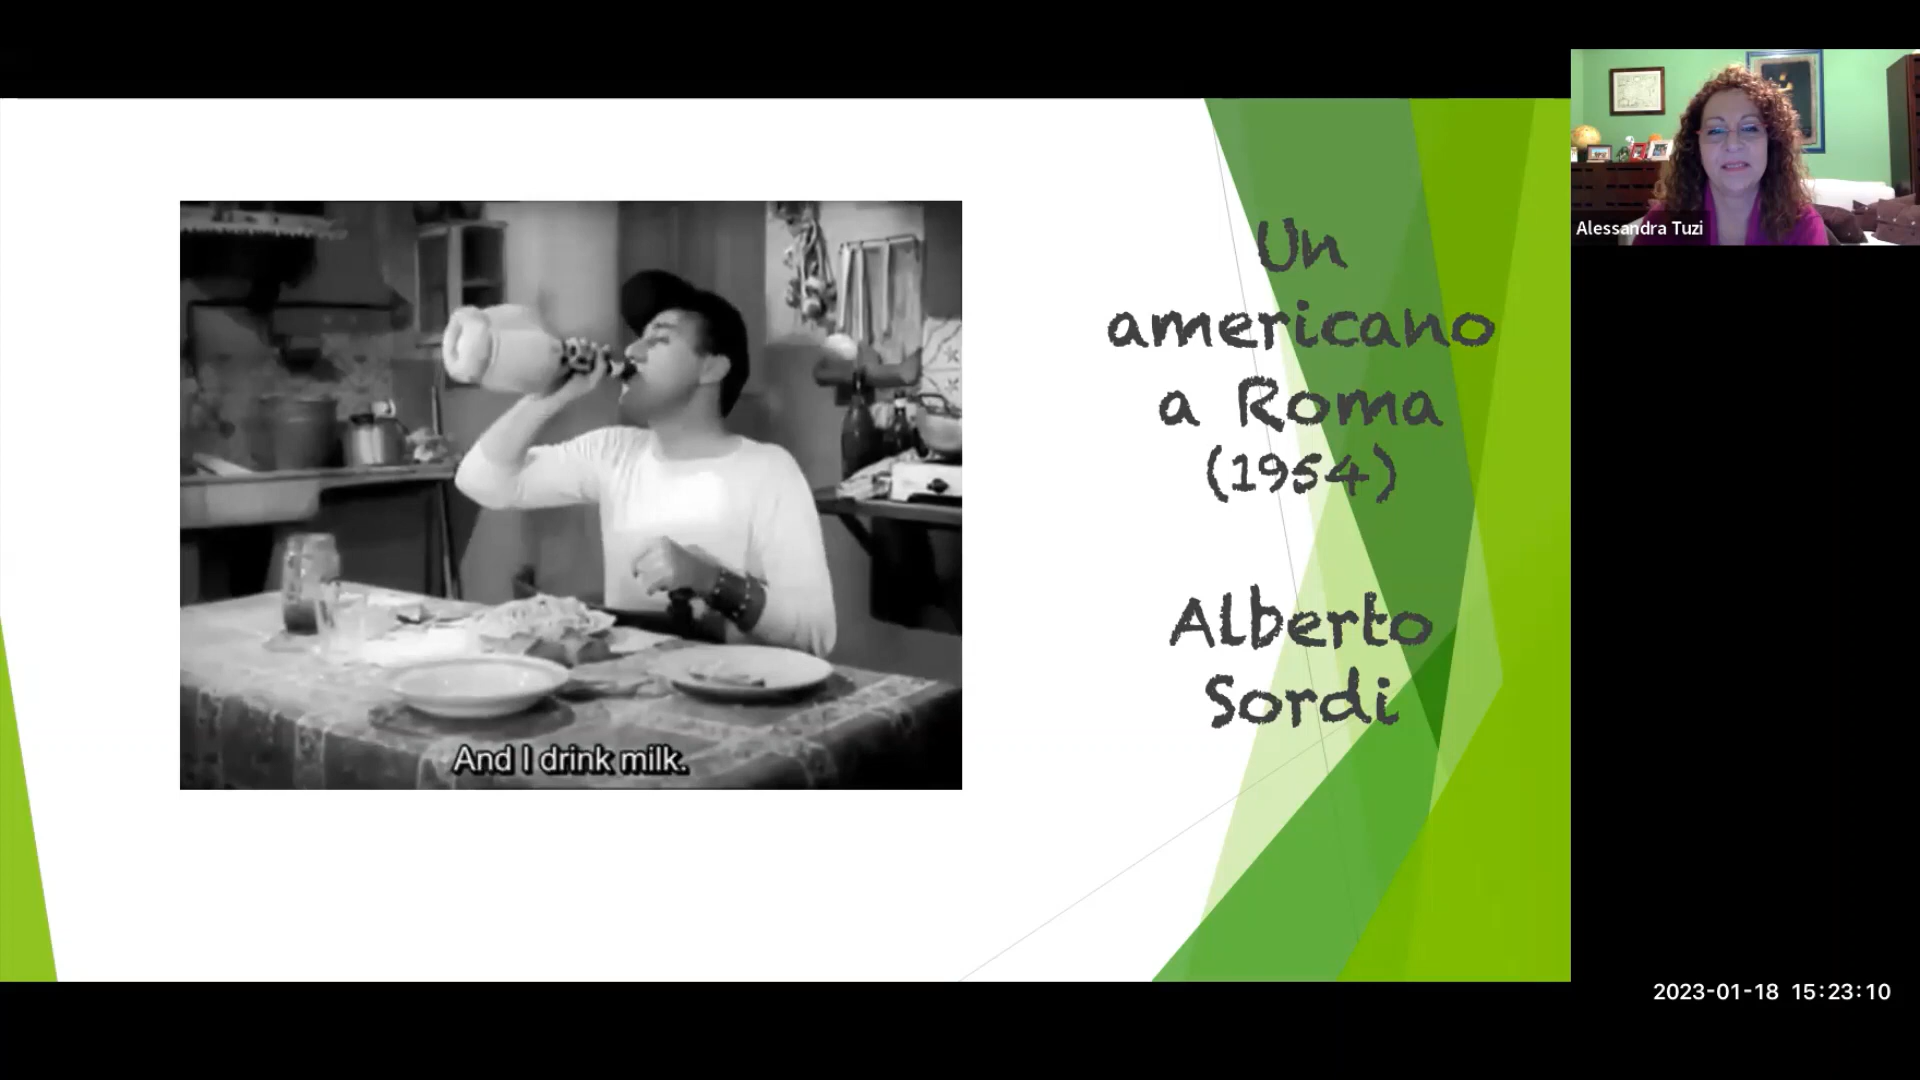 Un
americano
a Roma
(1954)
Alberto
Sordi
And I drink milk.
Alessandra Tuzi
2023-01-18 15:23:10